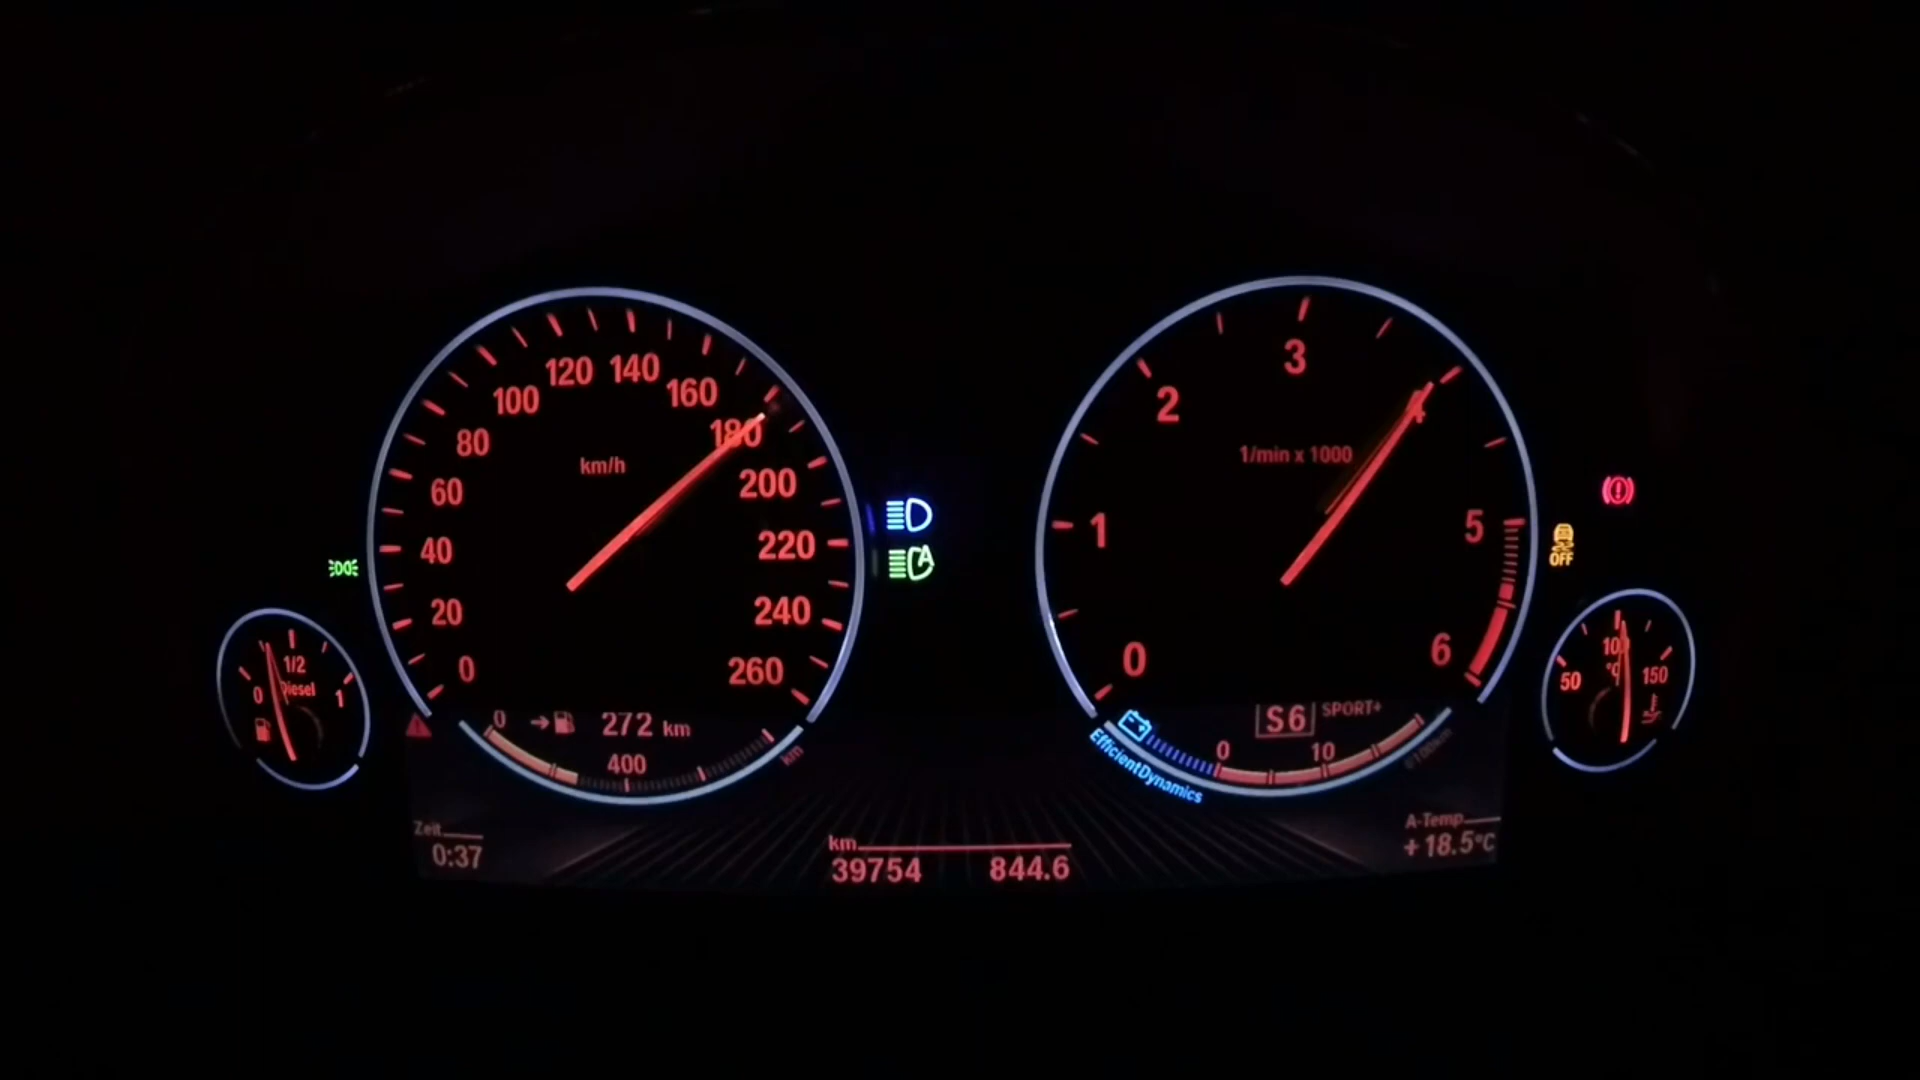 120 140
100 160
80 180
km/h
60 200
40 220
20 240
0 260
3
2 4
1/min x 1000
1 5
0 6
OFF
1/2
0 Diesel 1
100
°C
50 150
0 272 km
400
km
S6 SPORT+
0 10
EfficientDynamics
Zeit
0:37
km
39754 844.6
A-Temp
+18.5°C